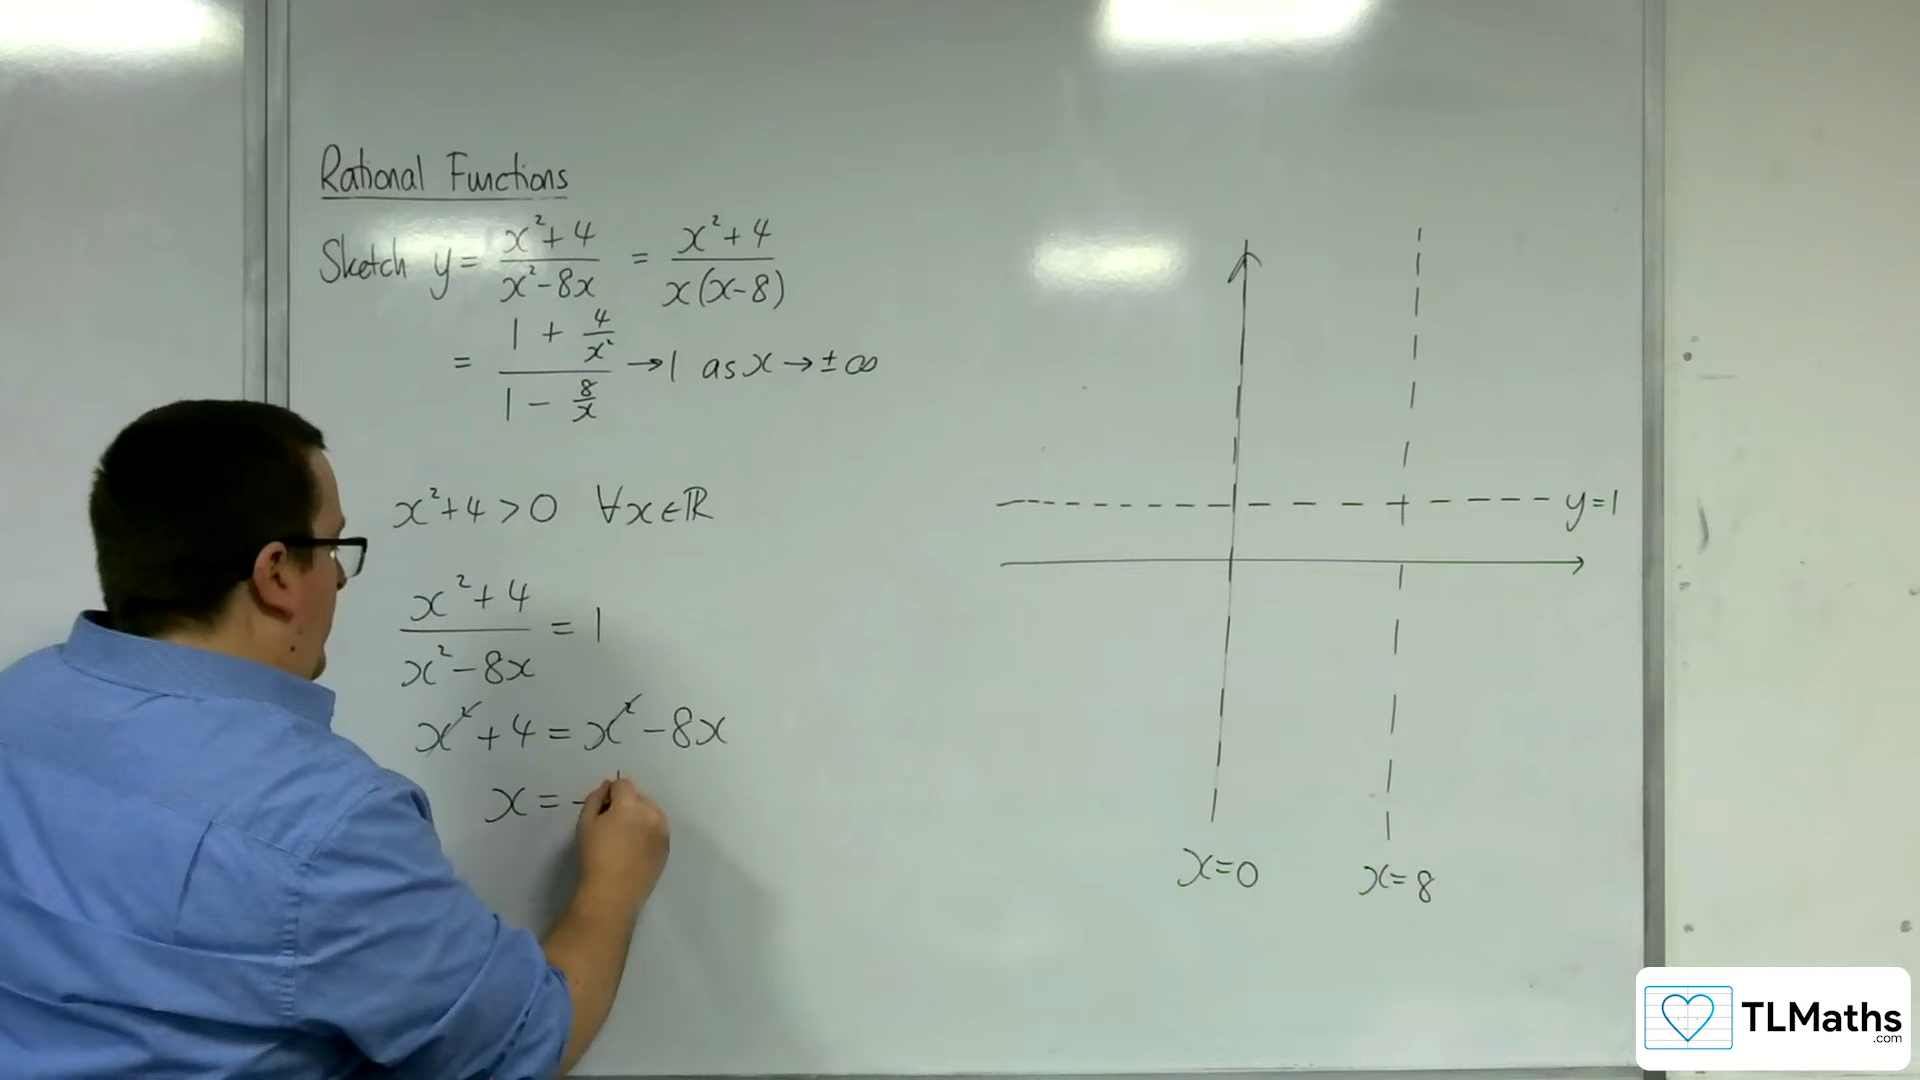 Rational Functions
Sketch y = (x² + 4)/(x² - 8x) = (x² + 4)/(x(x-8))
= (1 + 4/x²)/(1 - 8/x) → 1 as x → ± ∞
x² + 4 > 0 ∀x ∈ ℝ
(x² + 4)/(x² - 8x) = 1
x² + 4 = x² - 8x
x = -
y=1
x=0
x=8
TLMaths
.com